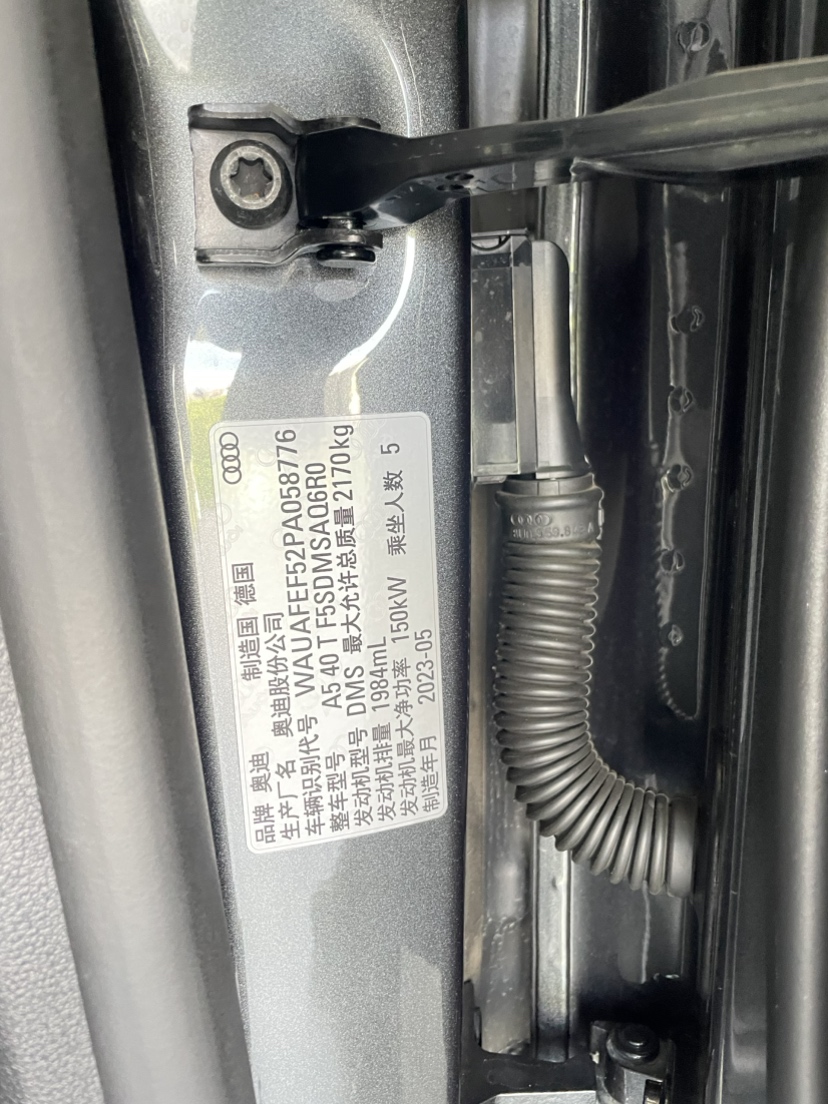 品牌 奥迪 制造国 德国
生产厂名 奥迪股份公司
车辆识别代号 WAUAFEF52PA058776
整车型号 A5 40 T F5SDMSAQ6R0
发动机型号 DMS 最大允许总质量 2170kg
发动机排量 1984mL
发动机最大净功率 150kW 乘坐人数 5
制造年月 2023-05